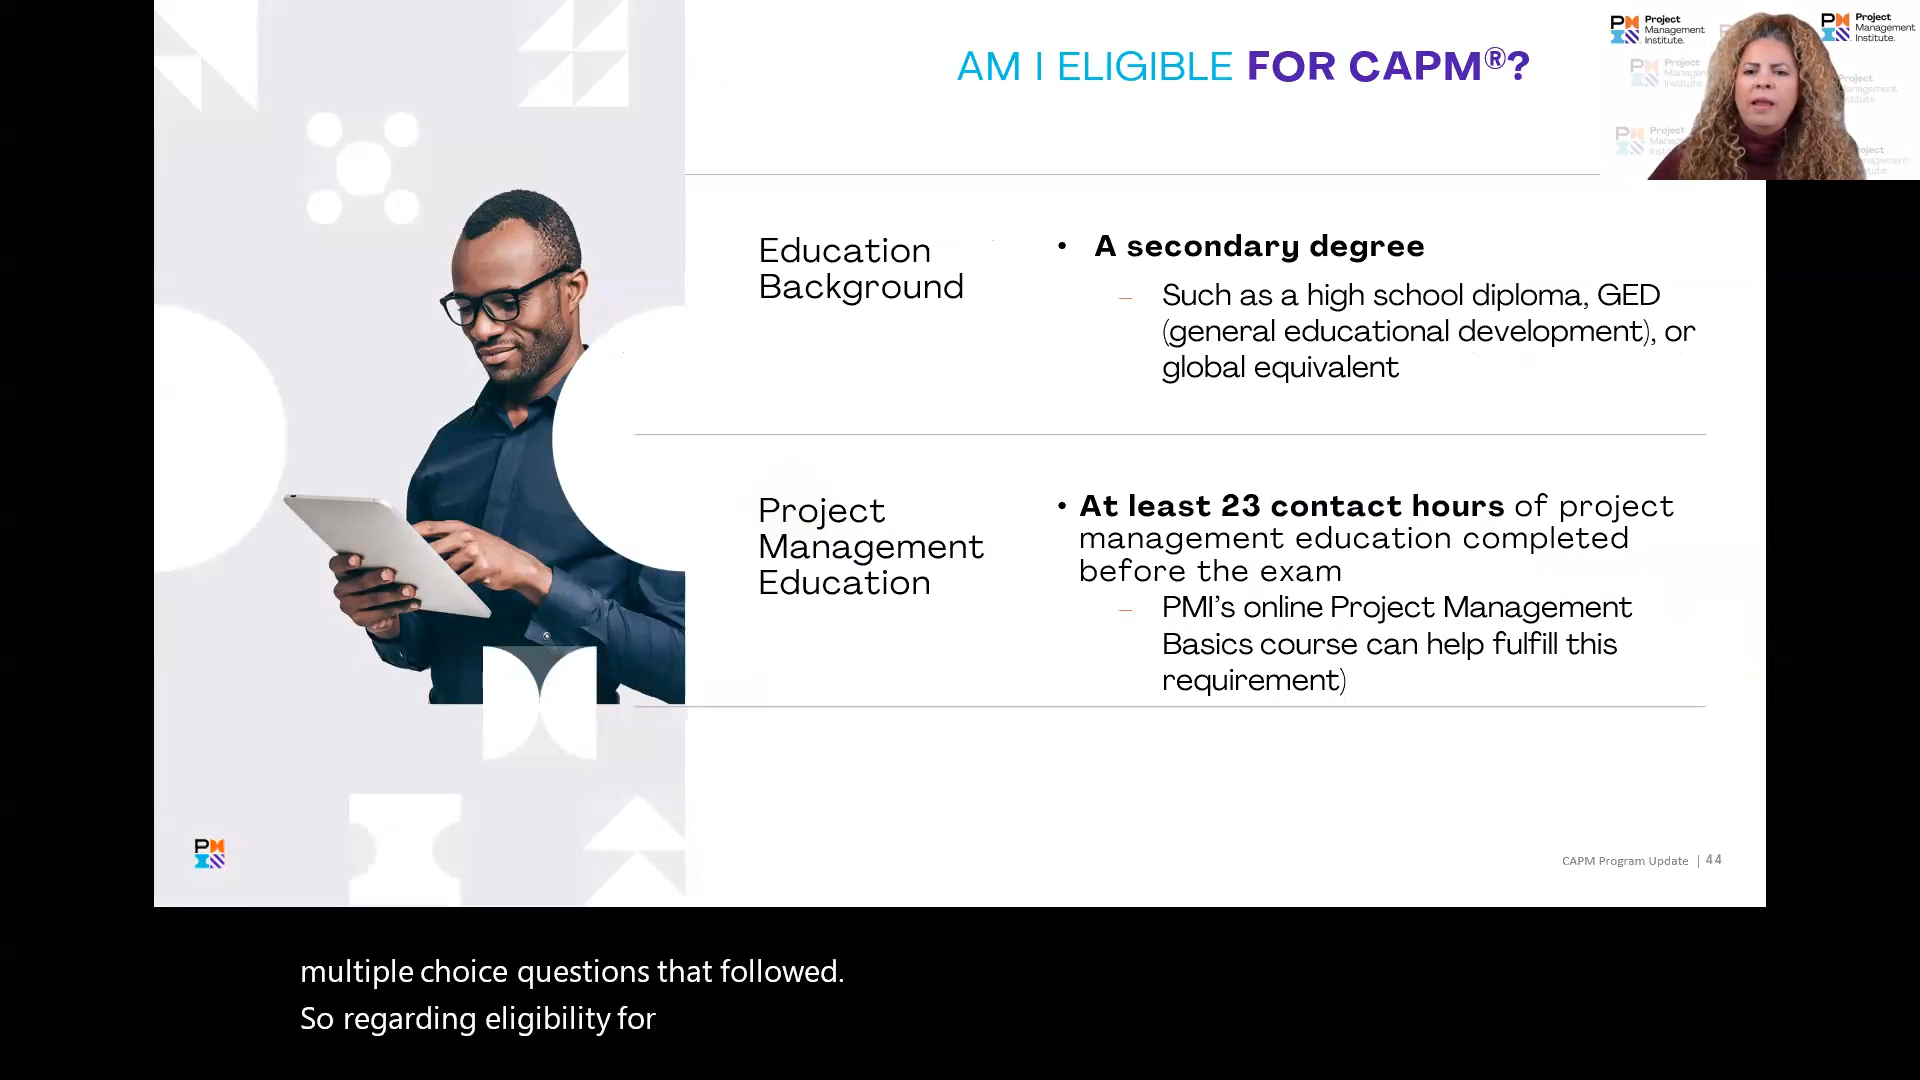 AM I ELIGIBLE FOR CAPM®?
Project
Management
Institute.
Project
Management
Institute.
Project
Management
Institute.
Education
Background
• A secondary degree
– Such as a high school diploma, GED
(general educational development), or
global equivalent
Project
Management
Education
• At least 23 contact hours of project
management education completed
before the exam
– PMI’s online Project Management
Basics course can help fulfill this
requirement)
CAPM Program Update | 44
multiple choice questions that followed.
So regarding eligibility for